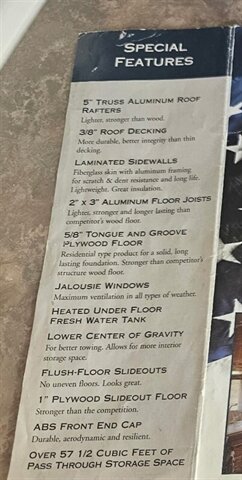 SPECIAL
FEATURES
5" TRUSS ALUMINUM ROOF
RAFTERS
Lighter, stronger than wood.
3/8" ROOF DECKING
More durable, better integrity than thin
decking.
LAMINATED SIDEWALLS
Fiberglass skin with aluminum framing
for scratch & dent resistance and long life.
Lightweight. Great insulation.
2" X 3" ALUMINUM FLOOR JOISTS
Lighter, stronger and longer lasting than
competitor's wood floor.
5/8" TONGUE AND GROOVE
PLYWOOD FLOOR
Residential type product for a solid, long
lasting foundation. Stronger than competitor's
structure wood floor.
JALOUSIE WINDOWS
Maximum ventilation in all types of weather.
HEATED UNDER FLOOR
FRESH WATER TANK
LOWER CENTER OF GRAVITY
For better towing. Allows for more interior
storage space.
FLUSH-FLOOR SLIDEOUTS
No uneven floors. Looks great.
1" PLYWOOD SLIDEOUT FLOOR
Stronger than the competition.
ABS FRONT END CAP
Durable, aerodynamic and resilient.
OVER 57 1/2 CUBIC FEET OF
PASS THROUGH STORAGE SPACE